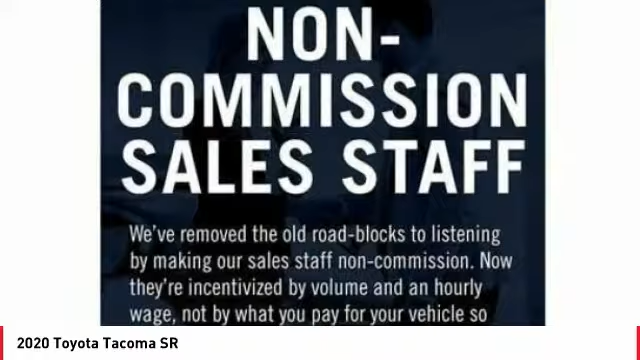 NON-
COMMISSION
SALES STAFF
We've removed the old road-blocks to listening
by making our sales staff non-commission. Now
they're incentivized by volume and an hourly
wage, not by what you pay for your vehicle so
2020 Toyota Tacoma SR